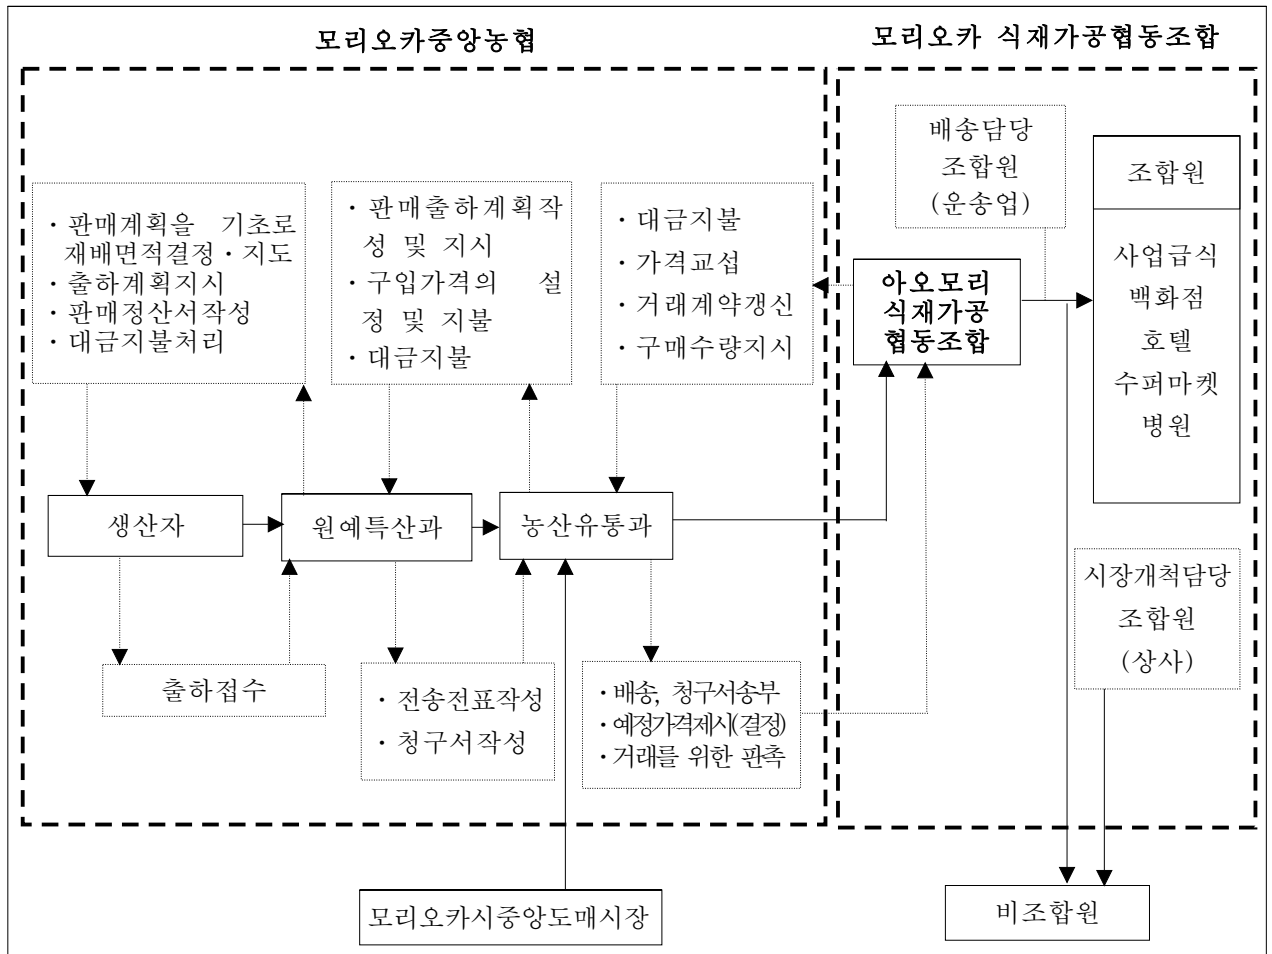 모리오카중앙농협
모리오카 식재가공협동조합
· 판매계획을 기초로
재배면적결정 · 지도
· 출하계획지시
· 판매정산서작성
· 대금지불처리
· 판매출하계획작
성 및 지시
· 구입가격의 설
정 및 지불
· 대금지불
· 대금지불
· 가격교섭
· 거래계약갱신
· 구매수량지시
배송담당
조합원
(운송업)
조합원
사업급식
백화점
호텔
수퍼마켓
병원
아오모리
식재가공
협동조합
생산자
원예특산과
농산유통과
출하접수
· 전송전표작성
· 청구서작성
· 배송, 청구서송부
· 예정가격제시(결정)
· 거래를 위한 판촉
시장개척담당
조합원
(상사)
모리오카시중앙도매시장
비조합원